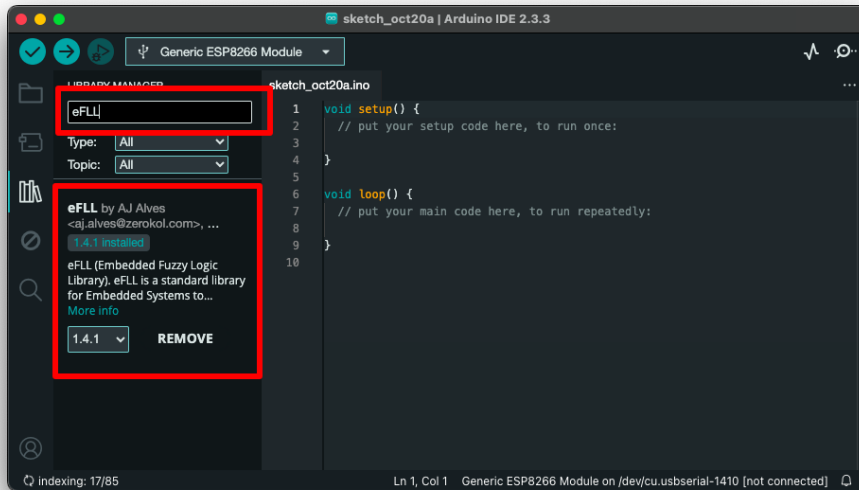 sketch_oct20a | Arduino IDE 2.3.3
Generic ESP8266 Module
LIBRARY MANAGER
eFLL
Type: All
Topic: All
eFLL by AJ Alves
<aj.alves@zerokol.com>, ...
1.4.1 installed
eFLL (Embedded Fuzzy Logic
Library). eFLL is a standard library
for Embedded Systems to...
More info
1.4.1 REMOVE
sketch_oct20a.ino
...
1 void setup() {
2 // put your setup code here, to run once:
3
4 }
5
6 void loop() {
7 // put your main code here, to run repeatedly:
8
9 }
10
indexing: 17/85
Ln 1, Col 1 Generic ESP8266 Module on /dev/cu.usbserial-1410 [not connected]